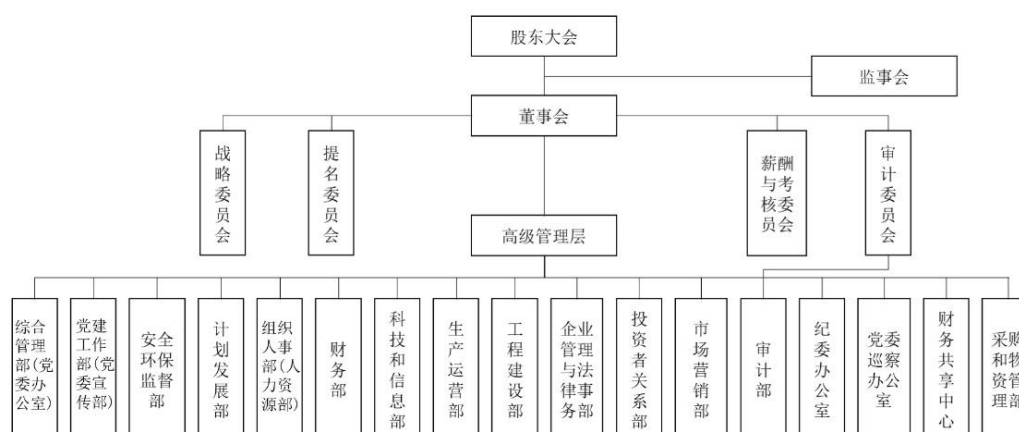 股东大会
监事会
董事会
战略委员会
提名委员会
薪酬
与考
核委
员会
审计委员会
高级管理层
综合
管理
部(党
委办
公室)
党建
工作
部(党
委宣
传部)
安全
环保
监督
部
计划发展部
组织
人事
部(人
力资
源部)
财务部
科技和信息部
生产运营部
工程建设部
企业
管理
与法
律事
务部
投资者关系部
市场营销部
审计部
纪委办公室
党委
巡察
办公
室
财务共享中心
采购
和物
资管
理部